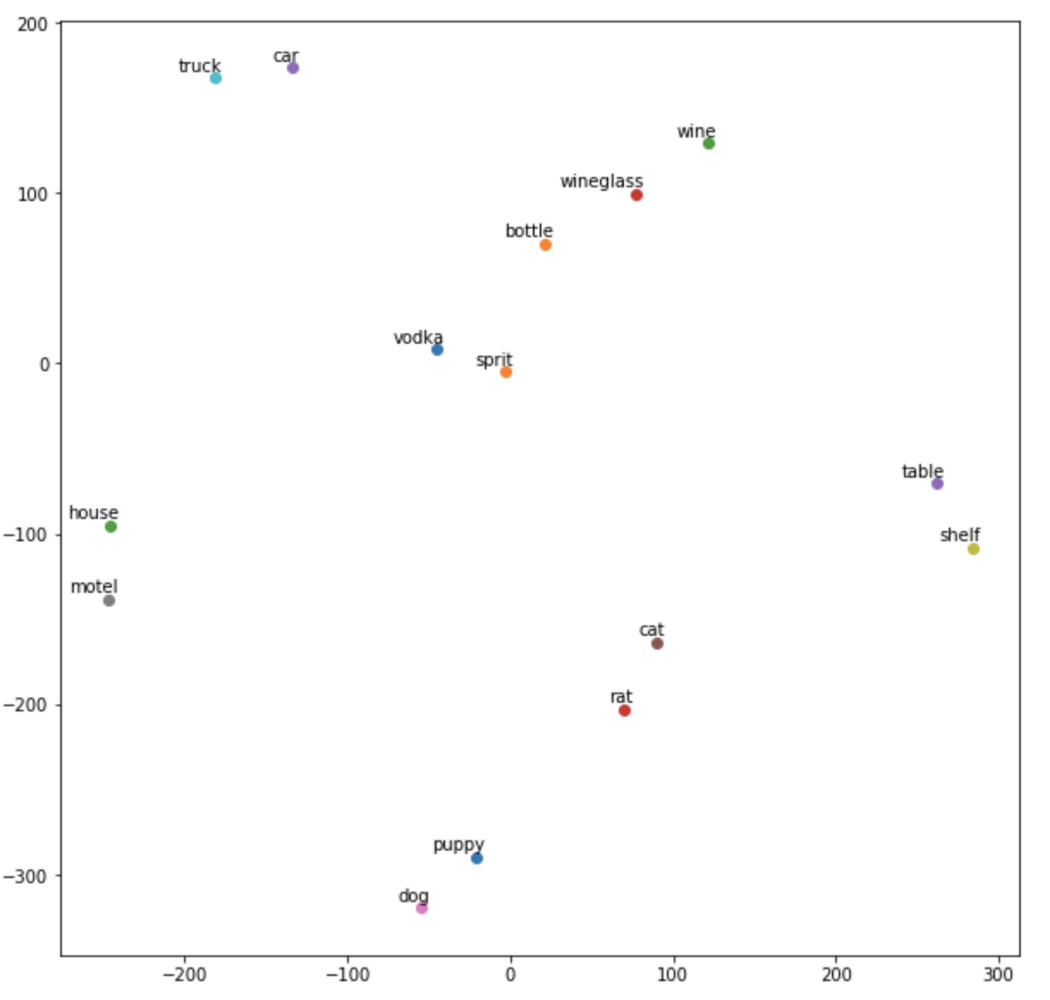 200
truck
car
wine
wineglass
100
bottle
vodka
0
sprit
table
house
−100
shelf
motel
cat
rat
−200
puppy
−300
dog
−200 −100 0 100 200 300